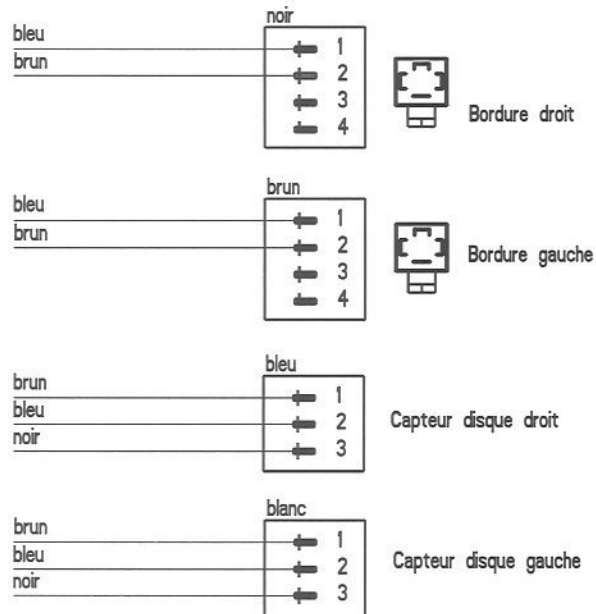 noir
bleu 1
brun 2
3
4
Bordure droit
brun
bleu 1
brun 2
3
4
Bordure gauche
bleu
brun 1
bleu 2
noir 3
Capteur disque droit
blanc
brun 1
bleu 2
noir 3
Capteur disque gauche